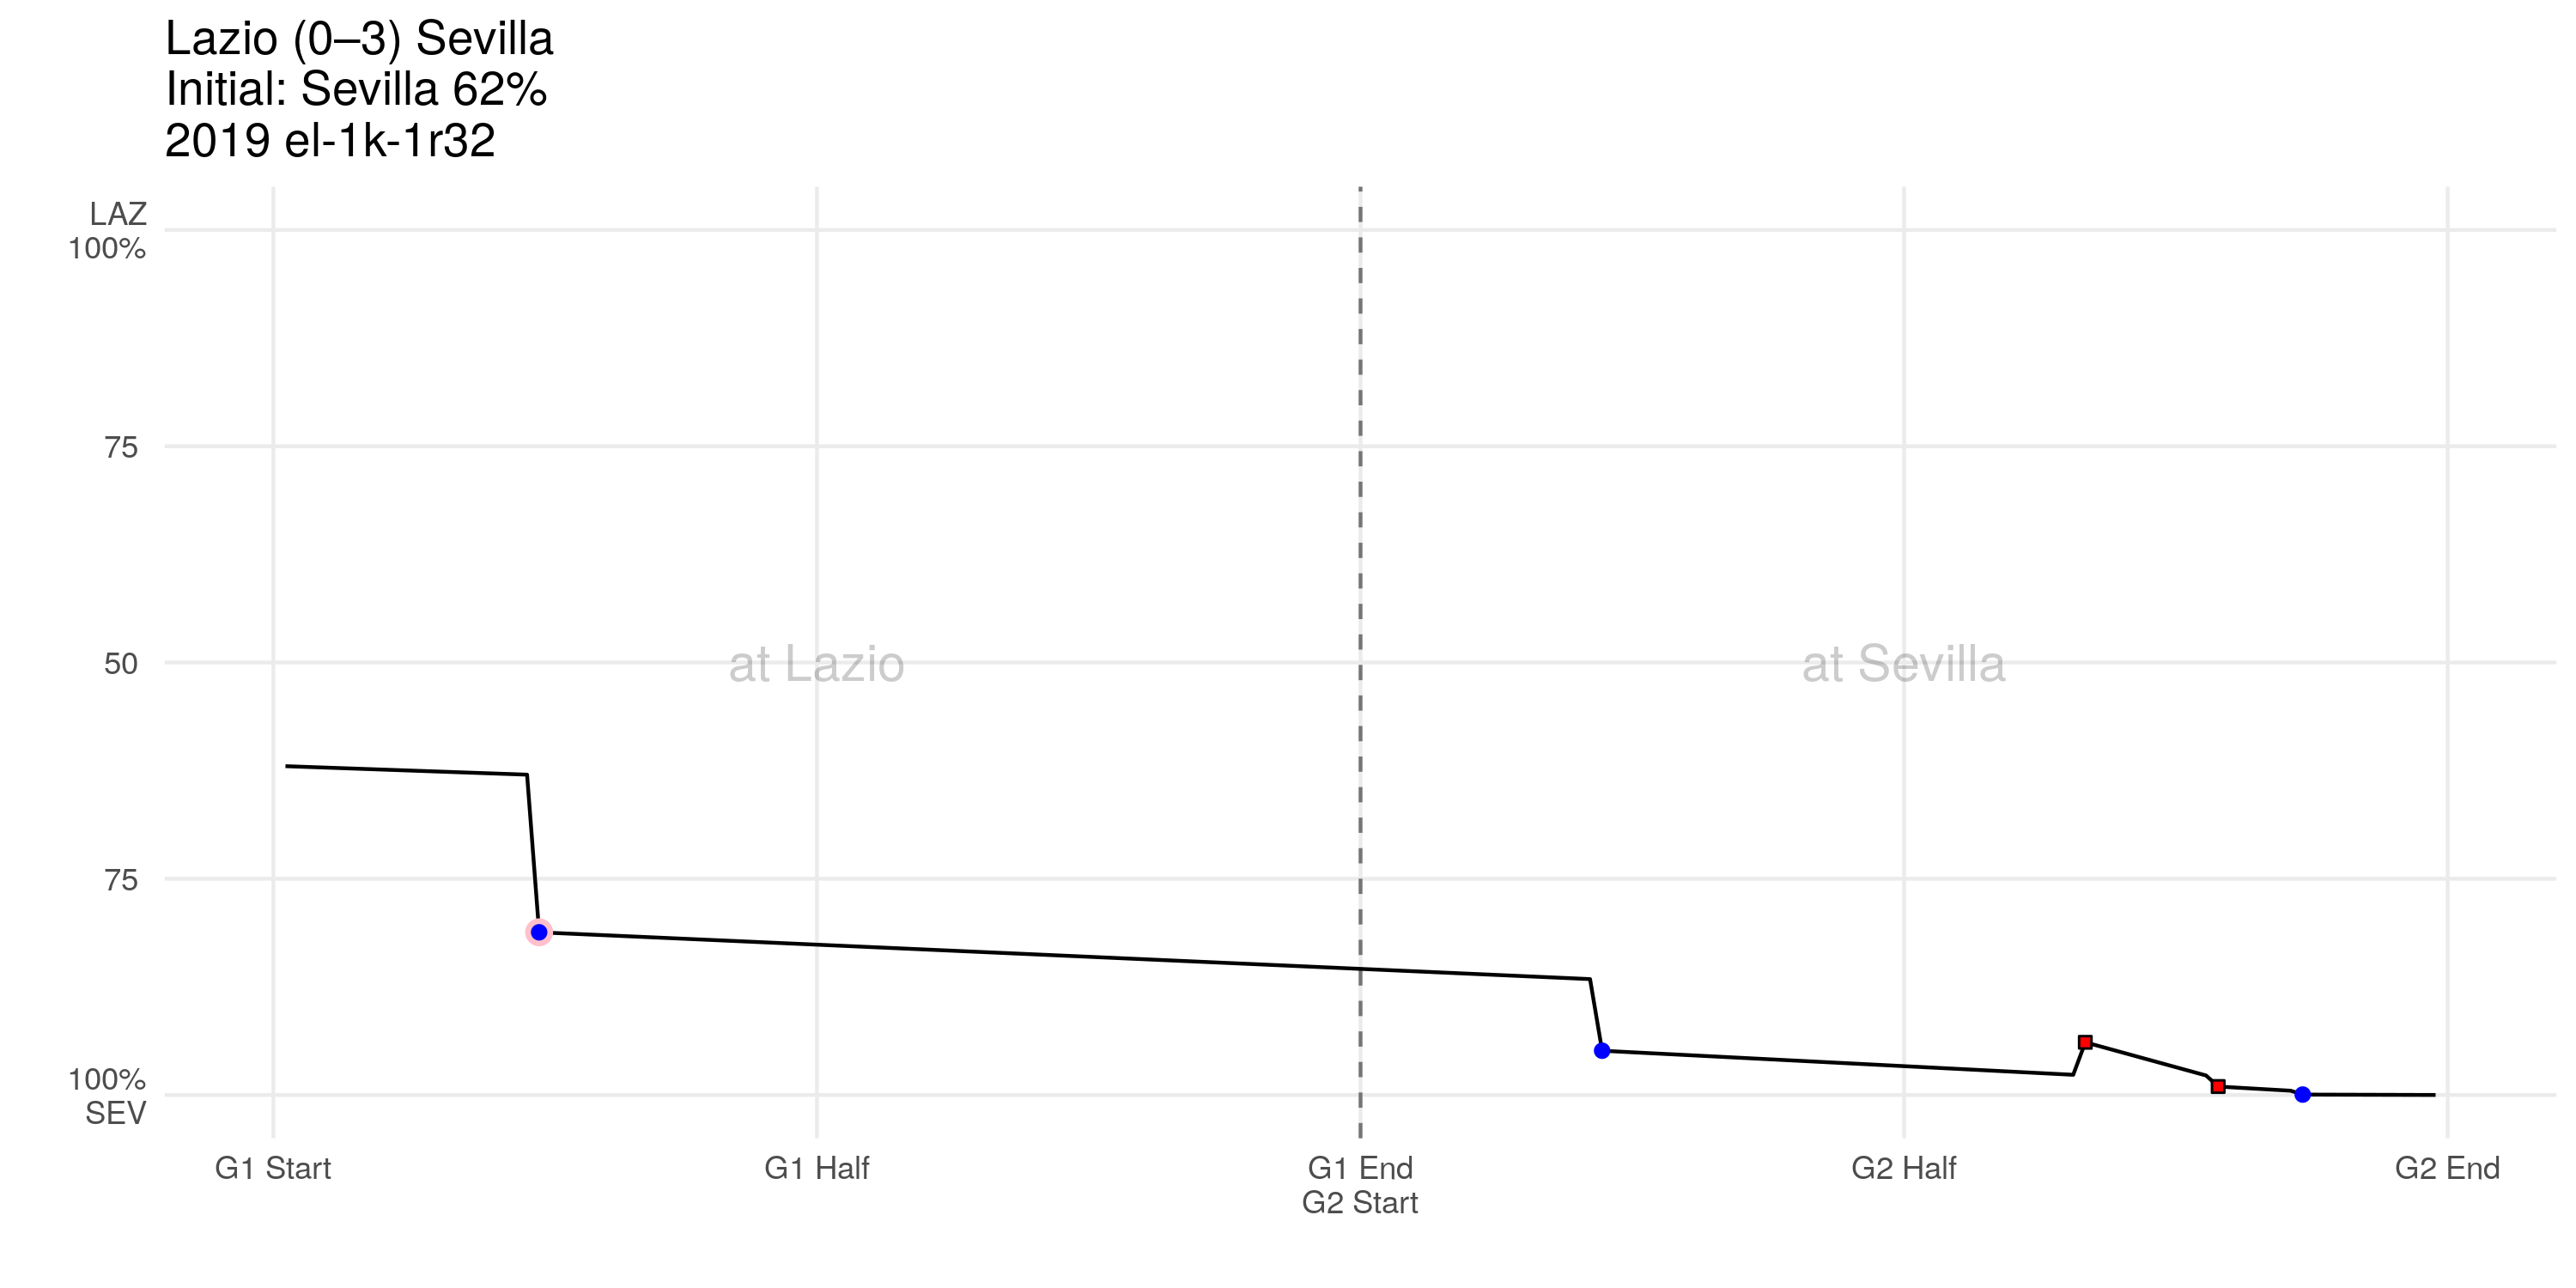 Lazio (0–3) Sevilla
Initial: Sevilla 62%
2019 el-1k-1r32
LAZ
100%
75
50
at Lazio
at Sevilla
75
100%
SEV
G1 Start
G1 Half
G1 End
G2 Start
G2 Half
G2 End